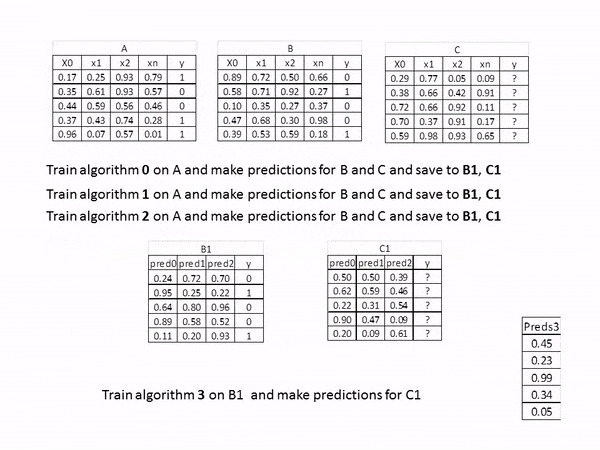 A B C
X0 x1 x2 xn y X0 x1 x2 xn y X0 x1 x2 xn y
0.17 0.25 0.93 0.79 1 0.89 0.72 0.50 0.66 0 0.29 0.77 0.05 0.09 ?
0.35 0.61 0.93 0.57 0 0.58 0.71 0.92 0.27 1 0.38 0.66 0.42 0.91 ?
0.44 0.59 0.56 0.46 0 0.10 0.35 0.27 0.37 0 0.72 0.66 0.92 0.11 ?
0.37 0.43 0.74 0.28 1 0.47 0.68 0.30 0.98 0 0.70 0.37 0.91 0.17 ?
0.96 0.07 0.57 0.01 1 0.39 0.53 0.59 0.18 1 0.59 0.98 0.93 0.65 ?
Train algorithm 0 on A and make predictions for B and C and save to B1, C1
Train algorithm 1 on A and make predictions for B and C and save to B1, C1
Train algorithm 2 on A and make predictions for B and C and save to B1, C1
B1 C1
pred0 pred1 pred2 y pred0 pred1 pred2 y
0.24 0.72 0.70 0 0.50 0.50 0.39 ?
0.95 0.25 0.22 1 0.62 0.59 0.46 ?
0.64 0.80 0.96 0 0.22 0.31 0.54 ?
0.89 0.58 0.52 0 0.90 0.47 0.09 ?
0.11 0.20 0.93 1 0.20 0.09 0.61 ?
Preds3
0.45
0.23
0.99
0.34
0.05
Train algorithm 3 on B1 and make predictions for C1